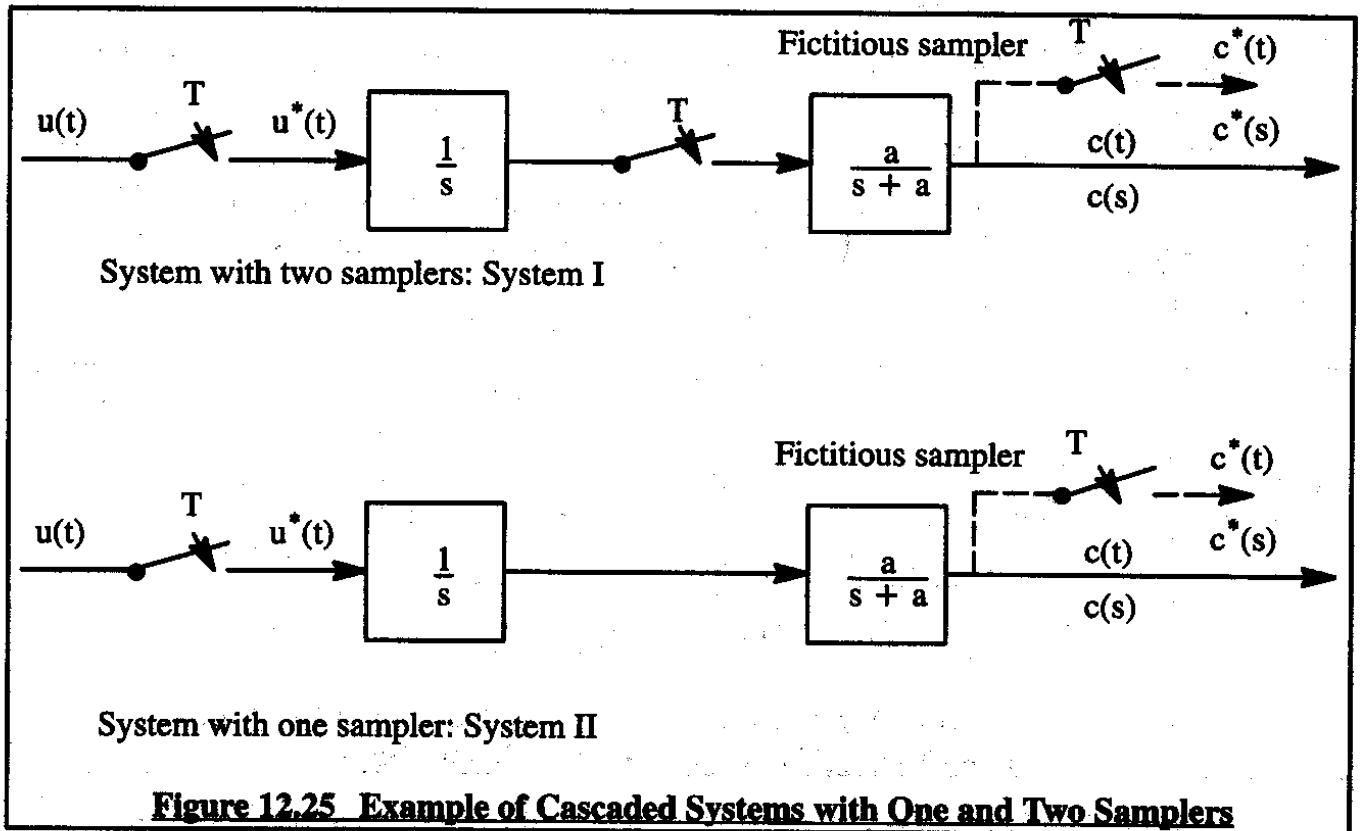 Fictitious sampler T c*(t)
u(t) T u*(t) 1/s T a/(s + a) c(t) c*(s)
c(s)
System with two samplers: System I
Fictitious sampler T c*(t)
u(t) T u*(t) 1/s a/(s + a) c(t) c*(s)
c(s)
System with one sampler: System II
Figure 12.25 Example of Cascaded Systems with One and Two Samplers